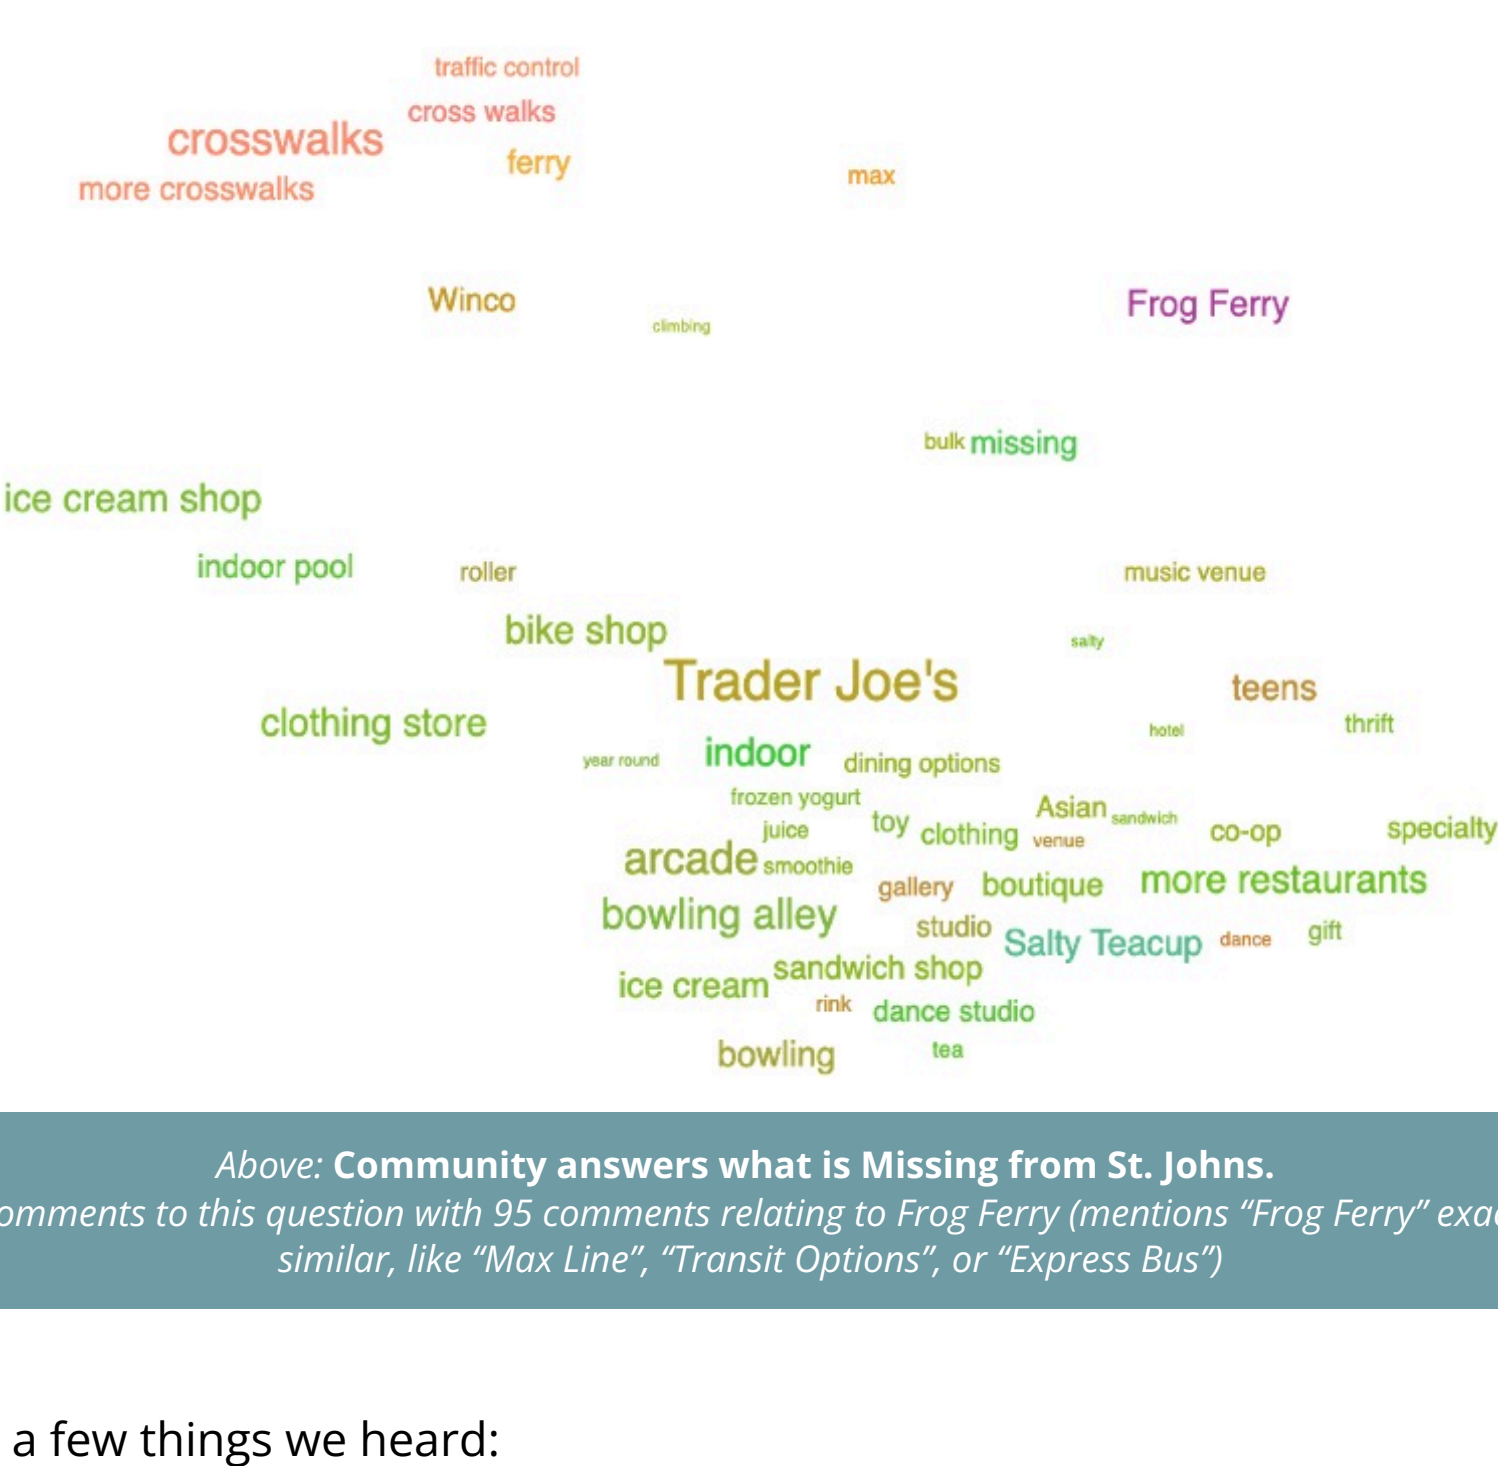 traffic control
cross walks
crosswalks
ferry
more crosswalks
max
Winco
climbing
Frog Ferry
bulk missing
ice cream shop
indoor pool
roller
music venue
bike shop
salty
Trader Joe's
teens
clothing store
thrift
hotel
indoor
year round
dining options
frozen yogurt
Asian
sandwich
toy
juice
clothing
venue
co-op
specialty
arcade
smoothie
gallery
boutique
more restaurants
bowling alley
studio
Salty Teacup
dance
gift
sandwich shop
ice cream
rink
dance studio
bowling
tea
Above: Community answers what is Missing from St. Johns.
omments to this question with 95 comments relating to Frog Ferry (mentions “Frog Ferry” exac
similar, like “Max Line”, “Transit Options”, or “Express Bus”)
a few things we heard: